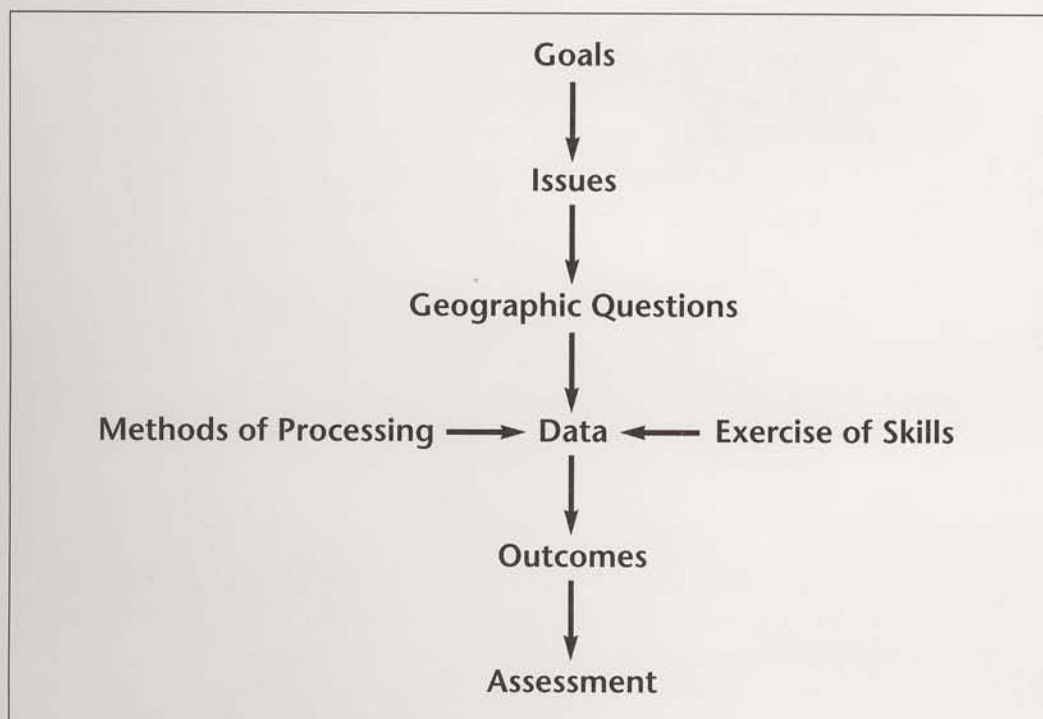 Goals
Issues
Geographic Questions
Methods of Processing Data Exercise of Skills
Outcomes
Assessment